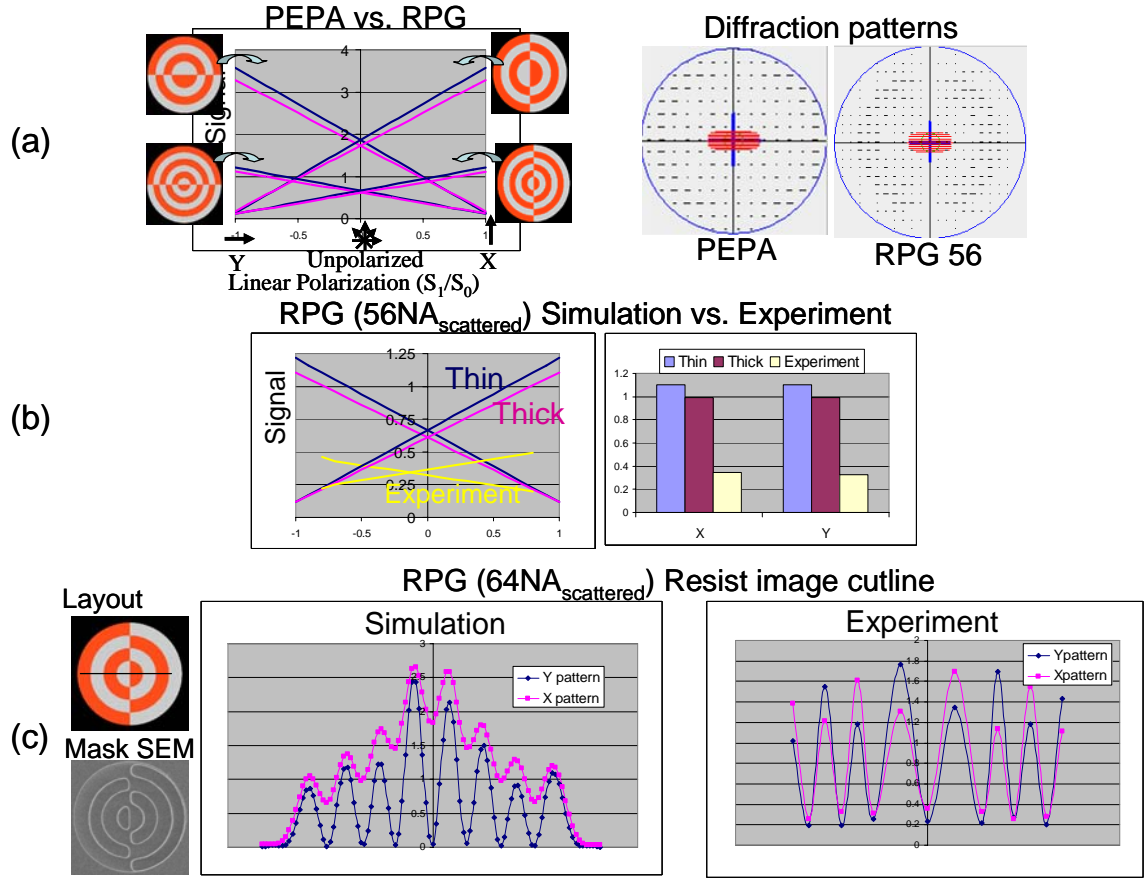 PEPA vs. RPG
Diffraction patterns
(a)
Signal
4
3
2
1
0
-1
-0.5
0
0.5
1
Y
Unpolarized
X
Linear Polarization (S1/S0)
PEPA
RPG 56
RPG (56NAscattered) Simulation vs. Experiment
(b)
Signal
1.25
1
0.75
0.5
0.25
0
Thin
Thick
Experiment
-1
-0.5
0
0.5
1
Thin
Thick
Experiment
1.2
1
0.8
0.6
0.4
0.2
0
X
Y
RPG (64NAscattered) Resist image cutline
(c)
Layout
Mask SEM
Simulation
3
2.5
2
1.5
1
0.5
0
Y pattern
X pattern
Experiment
2
1.8
1.6
1.4
1.2
1
0.8
0.6
0.4
0.2
0
Ypattern
Xpattern